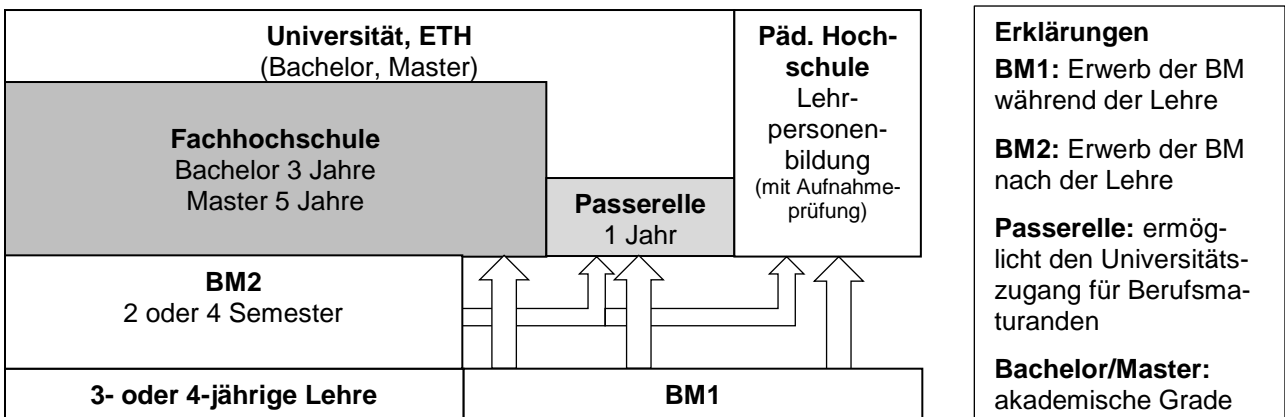 Universität, ETH
(Bachelor, Master)
Päd. Hoch-
schule
Lehr-
personen-
bildung
(mit Aufnahme-
prüfung)
Fachhochschule
Bachelor 3 Jahre
Master 5 Jahre
Passerelle
1 Jahr
BM2
2 oder 4 Semester
3- oder 4-jährige Lehre
BM1
Erklärungen
BM1: Erwerb der BM
während der Lehre
BM2: Erwerb der BM
nach der Lehre
Passerelle: ermög-
licht den Universitäts-
zugang für Berufsma-
turanden
Bachelor/Master:
akademische Grade